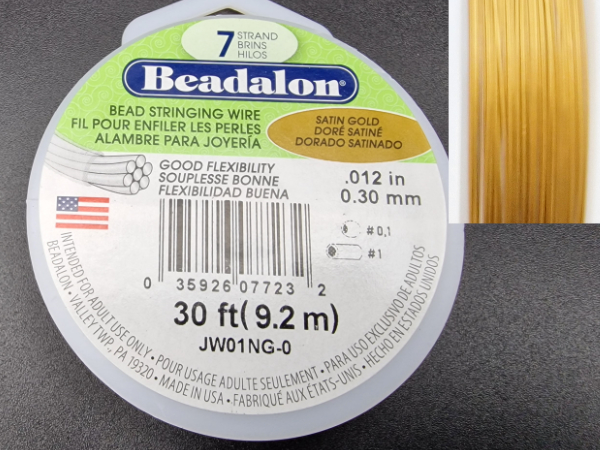 7 STRAND
BRINS
HILOS
Beadalon®
BEAD STRINGING WIRE
FIL POUR ENFILER LES PERLES
ALAMBRE PARA JOYERÍA
SATIN GOLD
DORÉ SATINÉ
DORADO SATINADO
GOOD FLEXIBILITY
SOUPLESSE BONNE
FLEXIBILIDAD BUENA
.012 in
0.30 mm
# 0,1
# 1
0 35926 07723 2
30 ft( 9.2 m)
JW01NG-0
INTENDED FOR ADULT USE ONLY • POUR USAGE ADULTE SEULEMENT • PARA USO EXCLUSIVO DE ADULTOS
BEADALON • VALLEY TWP., PA 19320 • MADE IN USA • FABRIQUÉ AUX ÉTATS-UNIS • HECHO EN ESTADOS UNIDOS